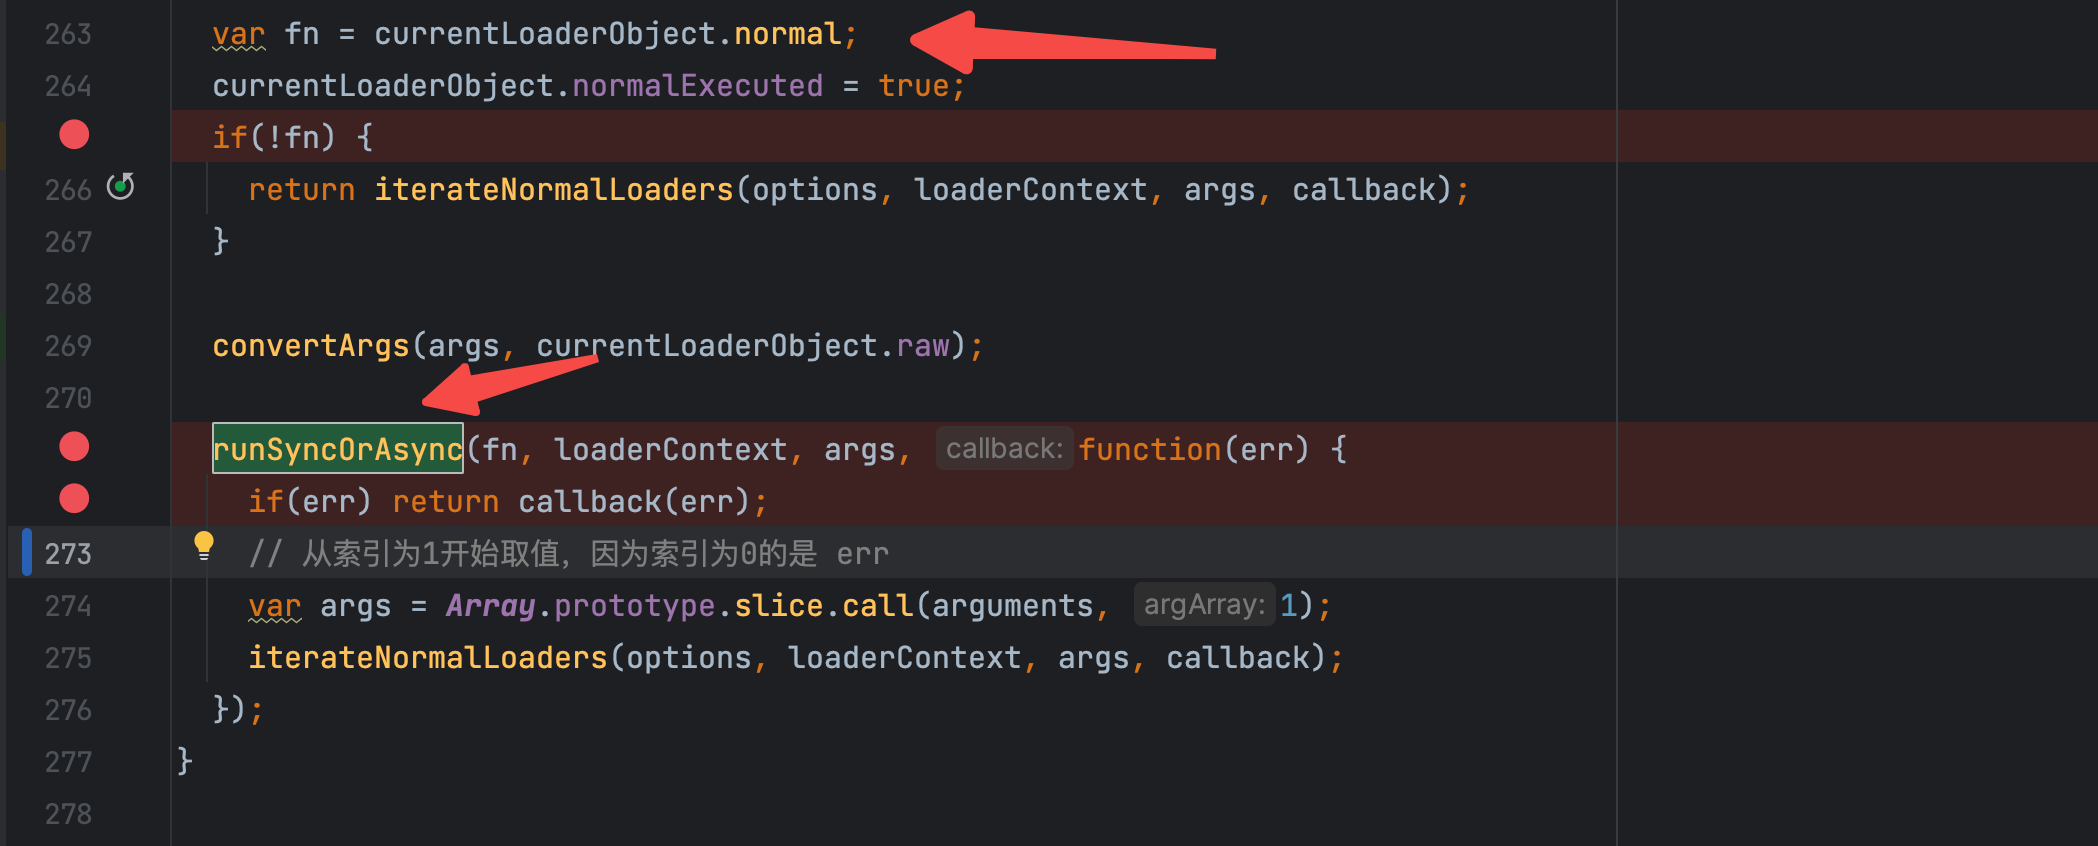 263 var fn = currentLoaderObject.normal;
264 currentLoaderObject.normalExecuted = true;
if(!fn) {
266 return iterateNormalLoaders(options, loaderContext, args, callback);
267 }
268
269 convertArgs(args, currentLoaderObject.raw);
270
runSyncOrAsync(fn, loaderContext, args, callback: function(err) {
if(err) return callback(err);
273 // 从索引为1开始取值，因为索引为0的是 err
274 var args = Array.prototype.slice.call(arguments, argArray: 1);
275 iterateNormalLoaders(options, loaderContext, args, callback);
276 });
277 }
278